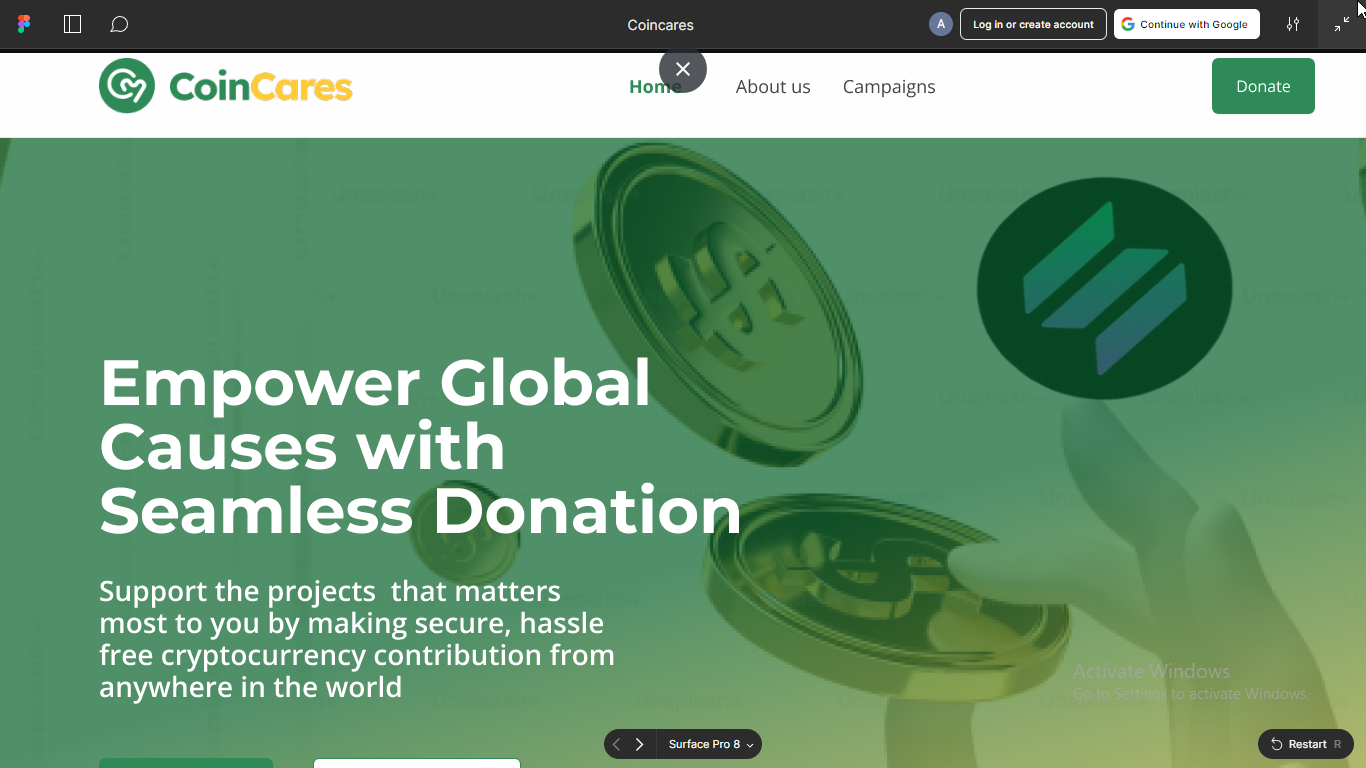 Coincares
A
Log in or create account
Continue with Google
CoinCares
Home
About us
Campaigns
Donate
Unsplash+
Empower Global
Causes with
Seamless Donation
Support the projects  that matters
most to you by making secure, hassle
free cryptocurrency contribution from
anywhere in the world
Activate Windows
Go to Settings to activate Windows.
Surface Pro 8
Restart R